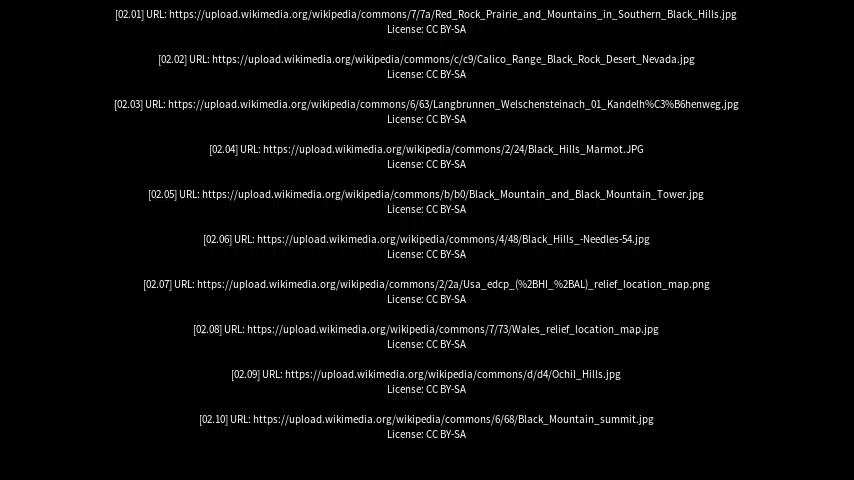 [02.01] URL: https://upload.wikimedia.org/wikipedia/commons/7/7a/Red_Rock_Prairie_and_Mountains_in_Southern_Black_Hills.jpg
License: CC BY-SA
[02.02] URL: https://upload.wikimedia.org/wikipedia/commons/c/c9/Calico_Range_Black_Rock_Desert_Nevada.jpg
License: CC BY-SA
[02.03] URL: https://upload.wikimedia.org/wikipedia/commons/6/63/Langbrunnen_Welschensteinach_01_Kandelh%C3%B6henweg.jpg
License: CC BY-SA
[02.04] URL: https://upload.wikimedia.org/wikipedia/commons/2/24/Black_Hills_Marmot.JPG
License: CC BY-SA
[02.05] URL: https://upload.wikimedia.org/wikipedia/commons/b/b0/Black_Mountain_and_Black_Mountain_Tower.jpg
License: CC BY-SA
[02.06] URL: https://upload.wikimedia.org/wikipedia/commons/4/48/Black_Hills_-Needles-54.jpg
License: CC BY-SA
[02.07] URL: https://upload.wikimedia.org/wikipedia/commons/2/2a/Usa_edcp_(%2BHI_%2BAL)_relief_location_map.png
License: CC BY-SA
[02.08] URL: https://upload.wikimedia.org/wikipedia/commons/7/73/Wales_relief_location_map.jpg
License: CC BY-SA
[02.09] URL: https://upload.wikimedia.org/wikipedia/commons/d/d4/Ochil_Hills.jpg
License: CC BY-SA
[02.10] URL: https://upload.wikimedia.org/wikipedia/commons/6/68/Black_Mountain_summit.jpg
License: CC BY-SA